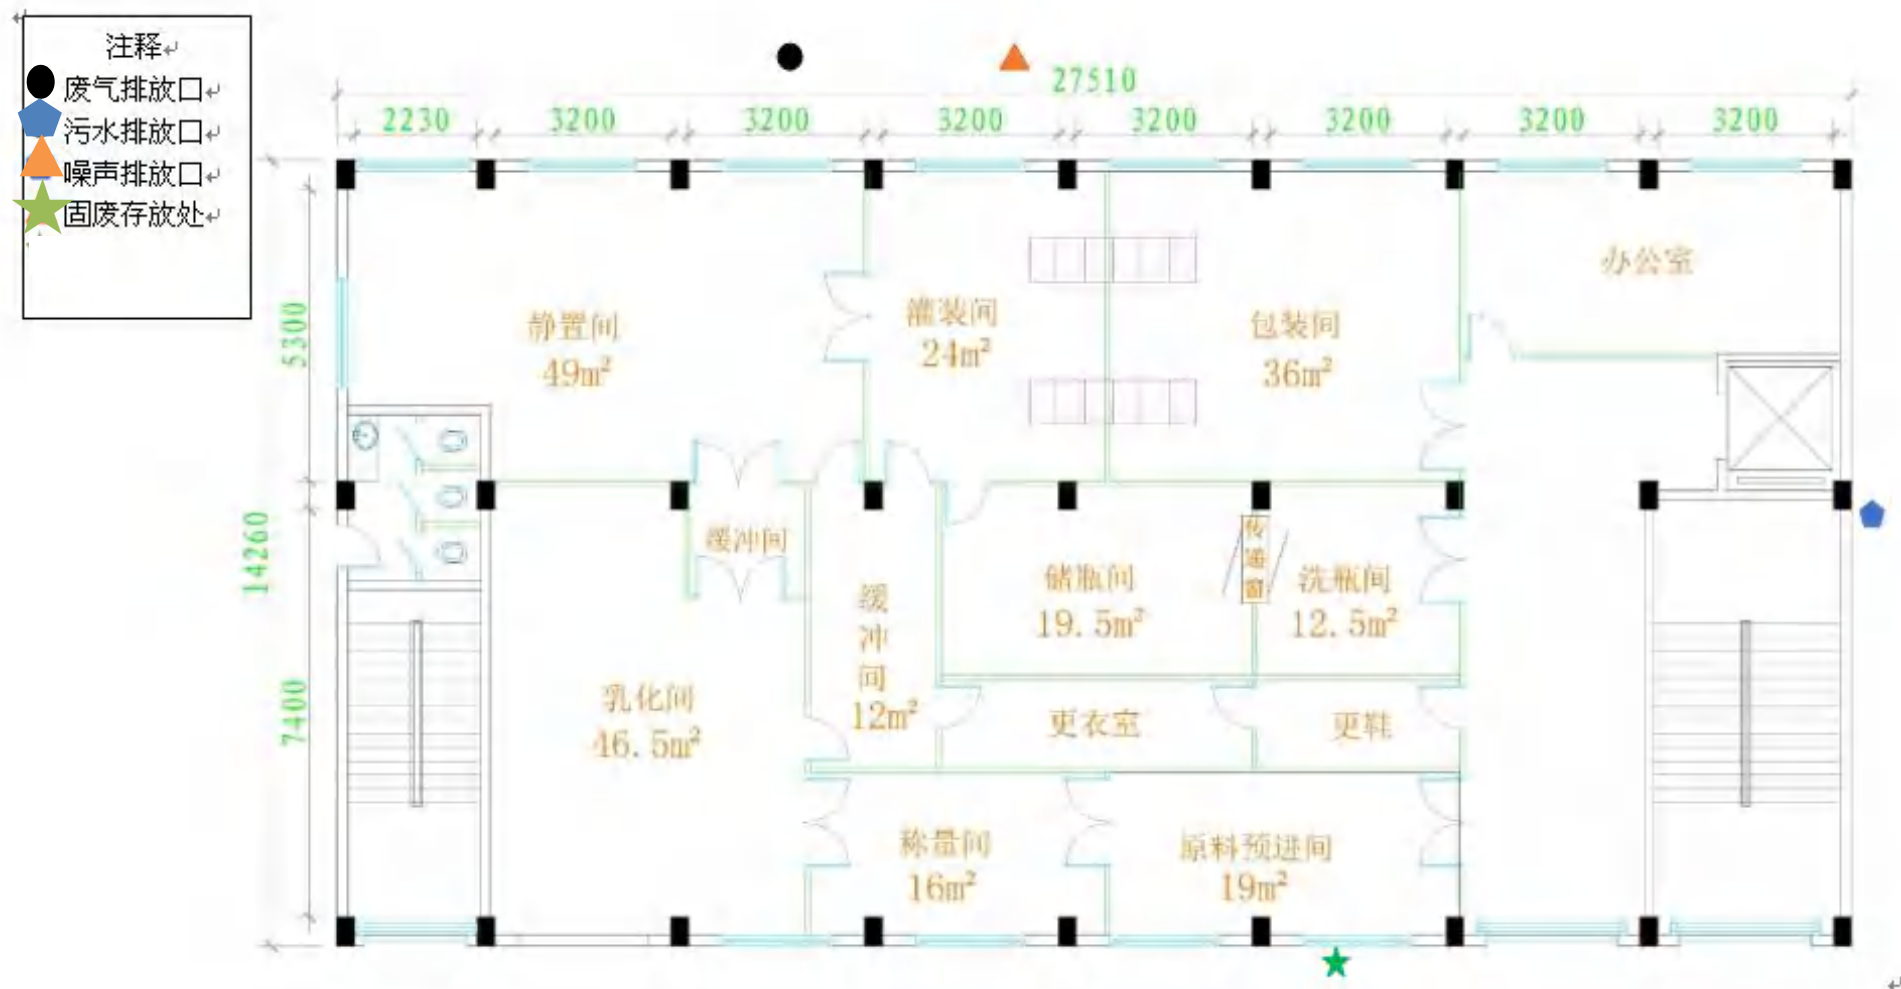 注释
废气排放口
污水排放口
噪声排放口
固废存放处
27510
2230
3200
3200
3200
3200
3200
3200
3200
5300
14260
7400
静置间
49m²
灌装间
24m²
包装间
36m²
办公室
缓冲间
缓
冲
间
12m²
储瓶间
19.5m²
传
递
窗
洗瓶间
12.5m²
乳化间
46.5m²
更衣室
更鞋
称量间
16m²
原料预进间
19m²